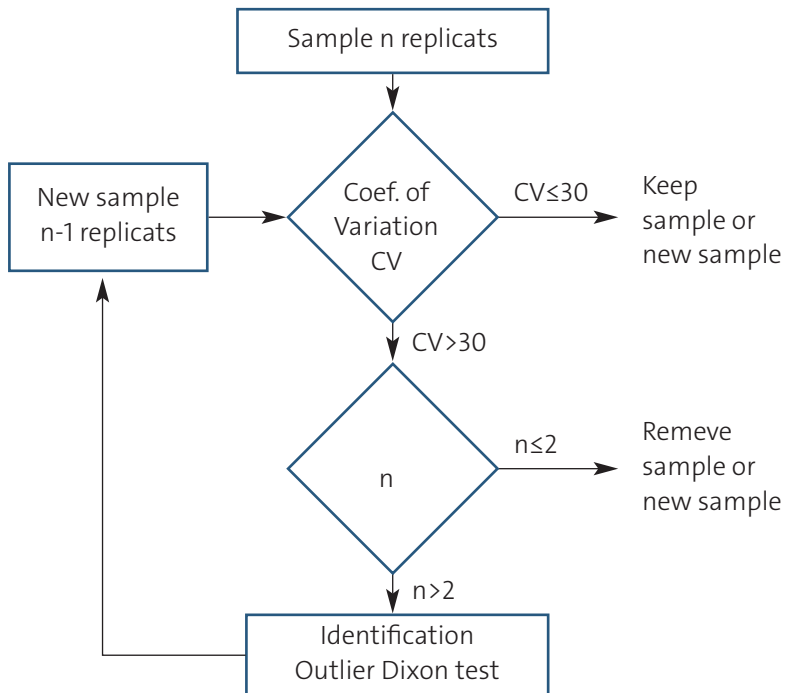 Sample n replicats
New sample
n-1 replicats
Coef. of
Variation
CV
CV≤30
Keep
sample or
new sample
CV>30
n
n≤2
Remeve
sample or
new sample
n>2
Identification
Outlier Dixon test